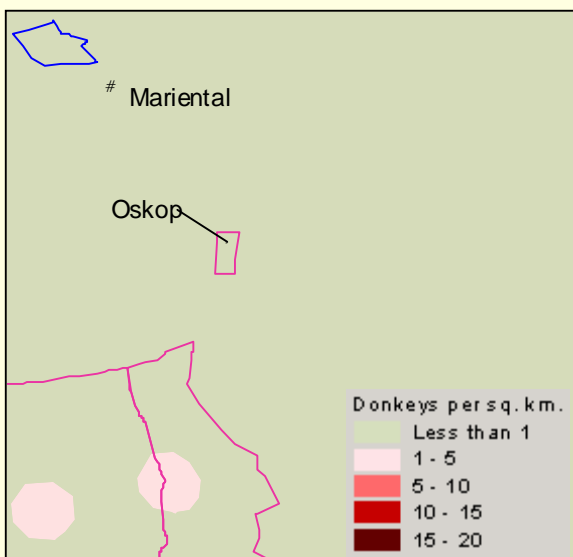 #
Mariental
Oskop
Donkeys per sq. km.
Less than 1
1 - 5
5 - 10
10 - 15
15 - 20